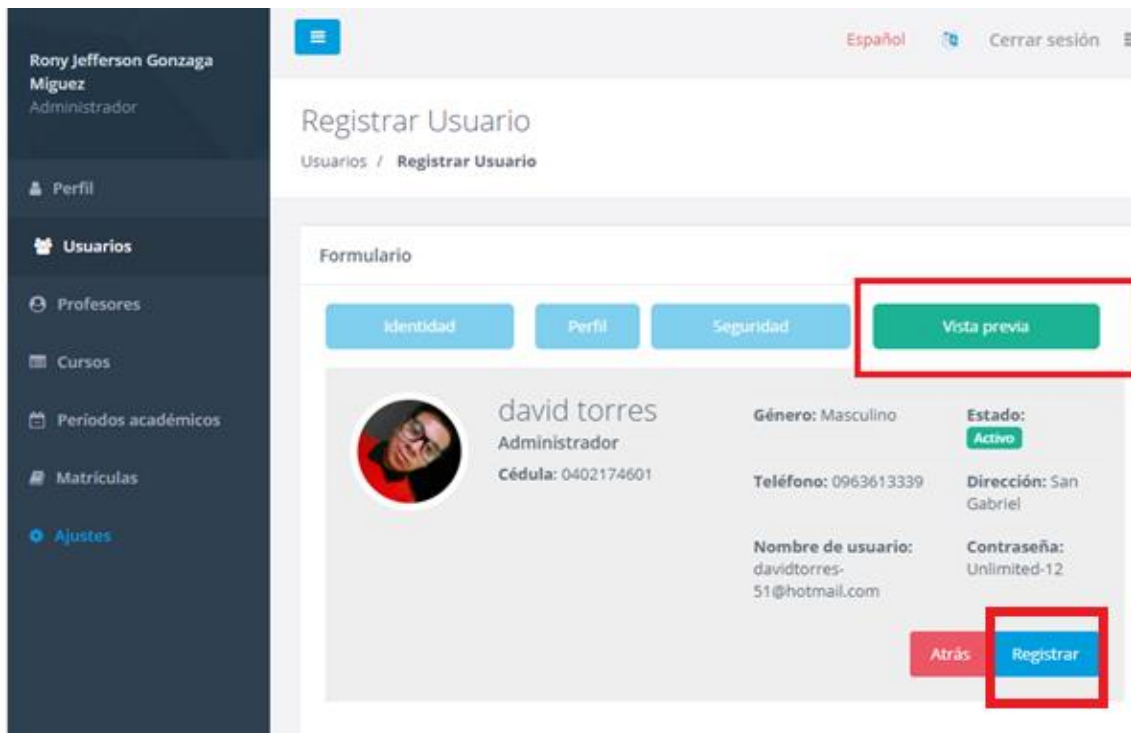 Rony Jefferson Gonzaga
Miguez
Administrador
Perfil
Usuarios
Profesores
Cursos
Períodos académicos
Matrículas
Ajustes
Español
Cerrar sesión
Registrar Usuario
Usuarios / Registrar Usuario
Formulario
Identidad
Perfil
Seguridad
Vista previa
david torres
Administrador
Cédula: 0402174601
Género: Masculino
Estado:
Activo
Teléfono: 0963613339
Dirección: San
Gabriel
Nombre de usuario:
davidtorres-
51@hotmail.com
Contraseña:
Unlimited-12
Atrás
Registrar